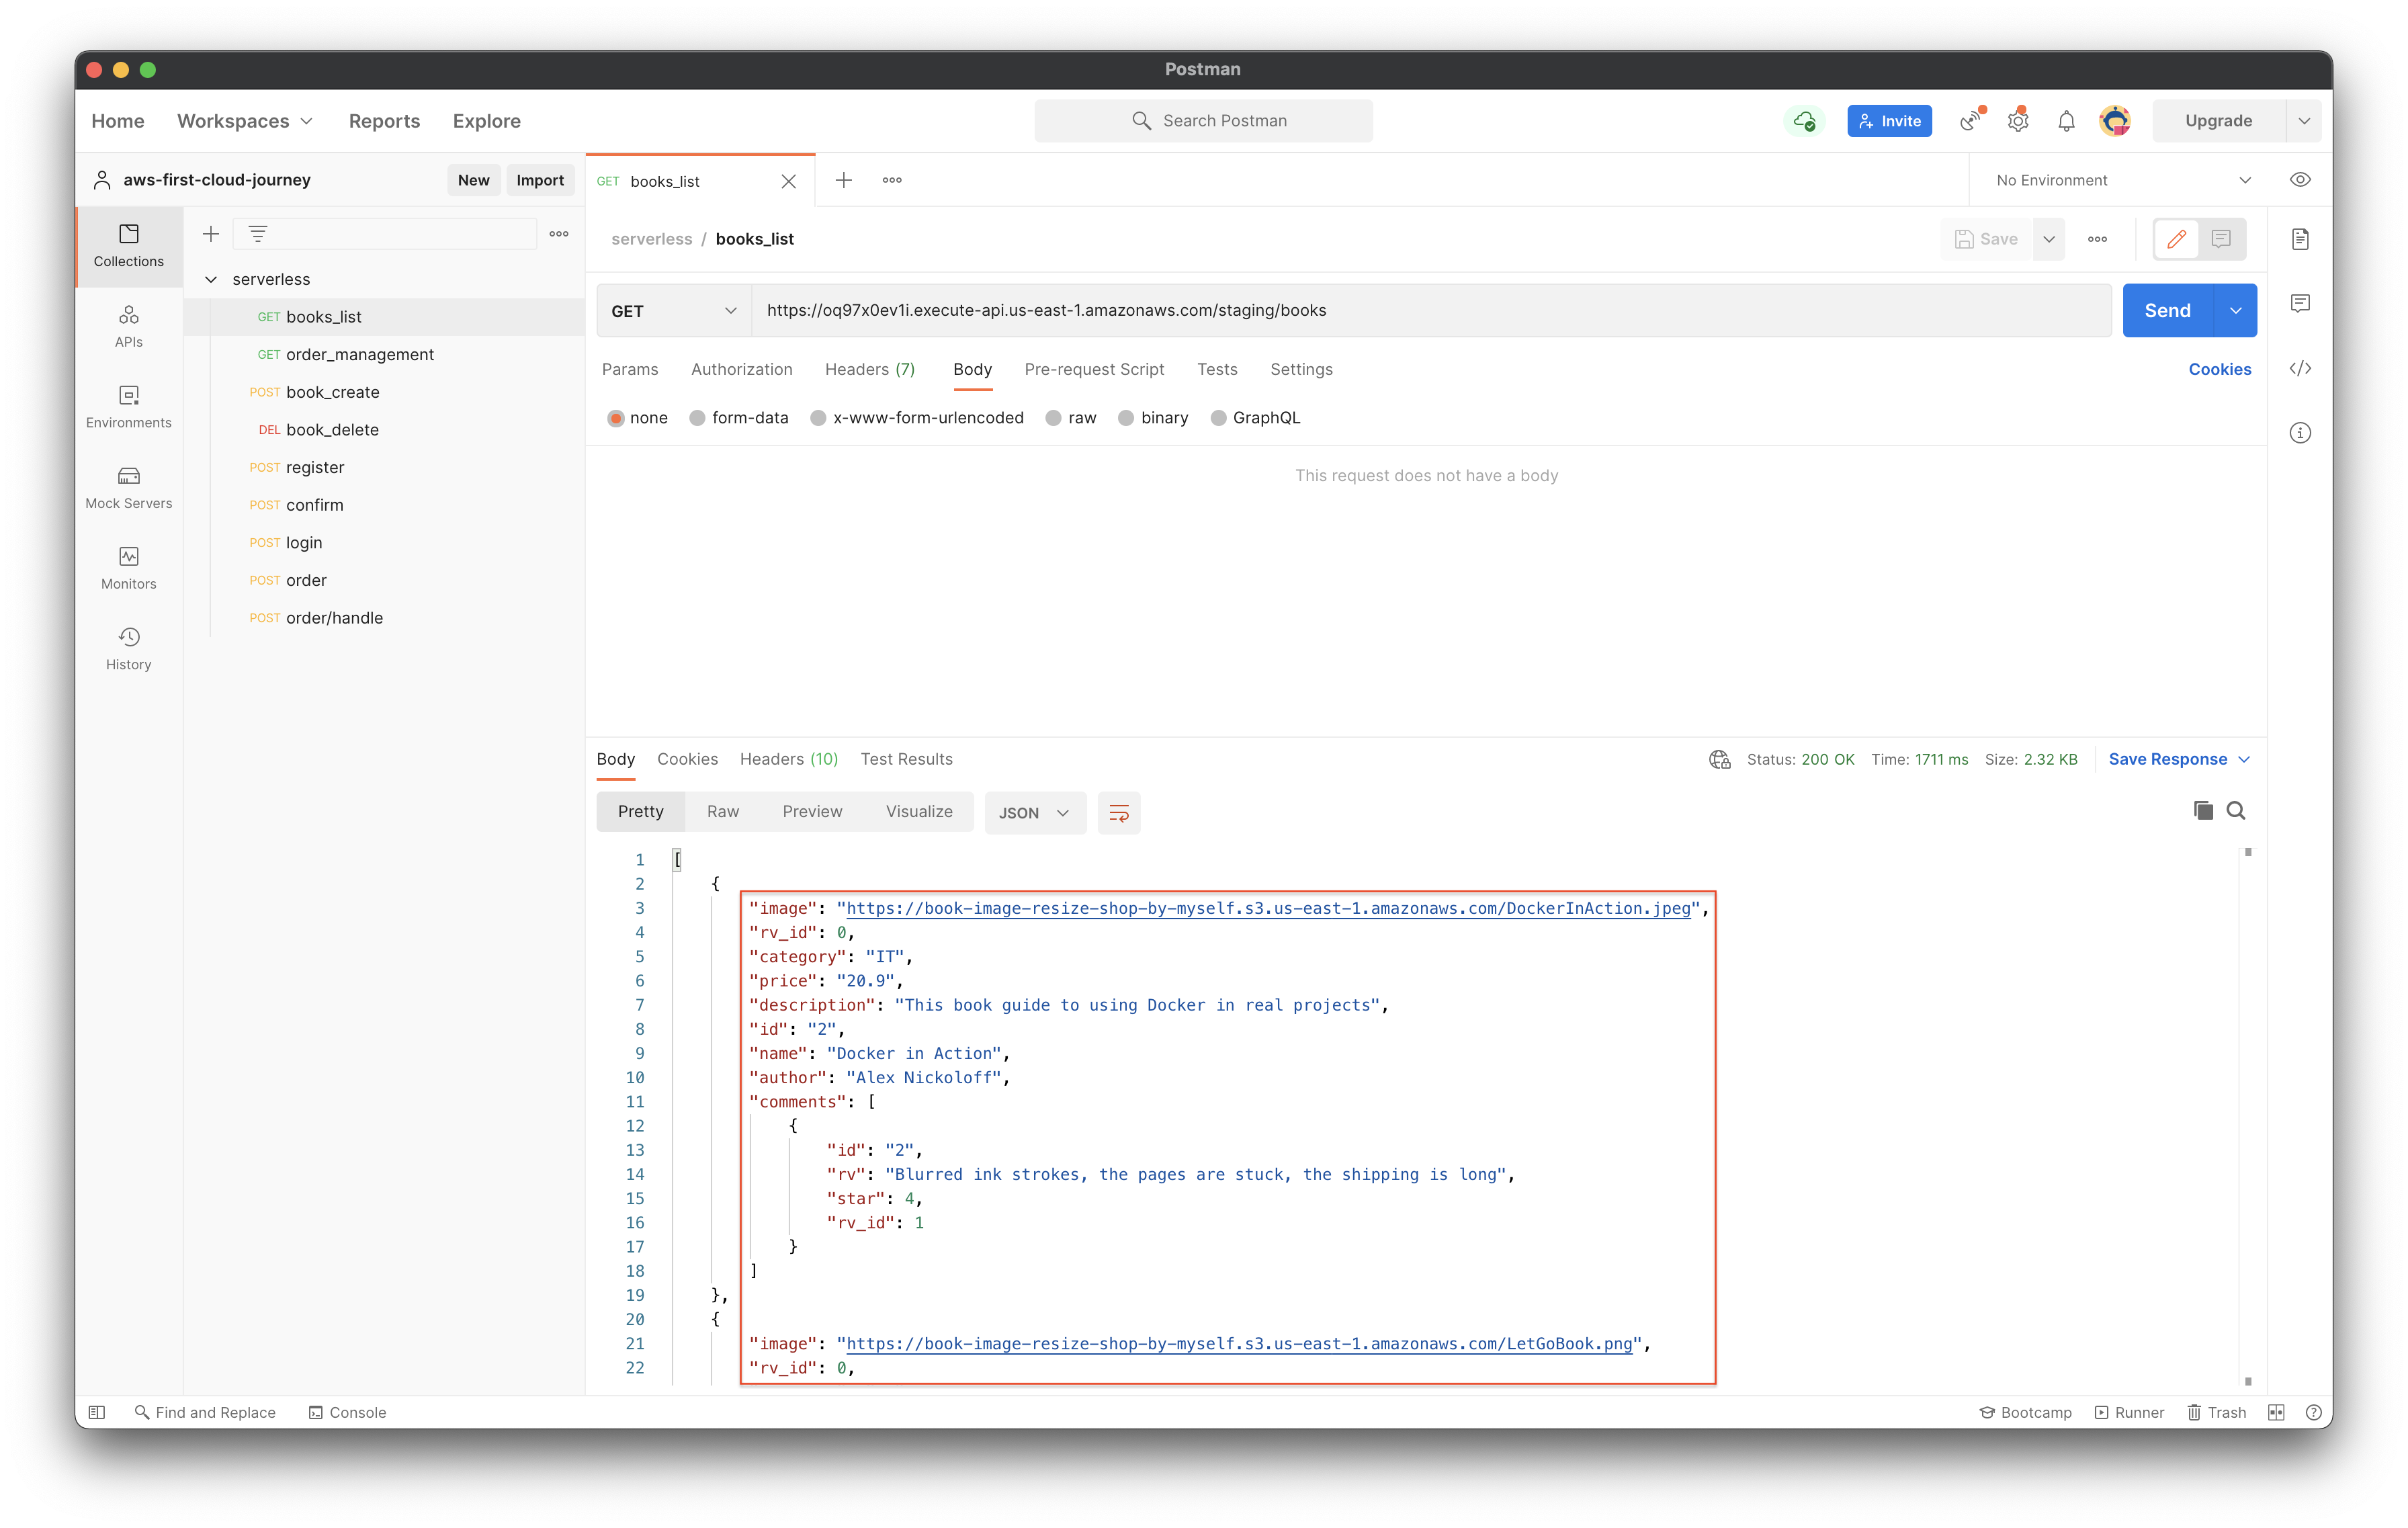 Postman
Home Workspaces Reports Explore Search Postman Invite Upgrade
aws-first-cloud-journey New Import GET books_list No Environment
serverless / books_list Save
Collections
APIs
Environments
Mock Servers
Monitors
History
serverless
GET books_list
GET order_management
POST book_create
DEL book_delete
POST register
POST confirm
POST login
POST order
POST order/handle
GET https://oq97x0ev1i.execute-api.us-east-1.amazonaws.com/staging/books Send
Params Authorization Headers (7) Body Pre-request Script Tests Settings Cookies
none form-data x-www-form-urlencoded raw binary GraphQL
This request does not have a body
Body Cookies Headers (10) Test Results Status: 200 OK Time: 1711 ms Size: 2.32 KB Save Response
Pretty Raw Preview Visualize JSON
1 [
2 {
3 "image": "https://book-image-resize-shop-by-myself.s3.us-east-1.amazonaws.com/DockerInAction.jpeg",
4 "rv_id": 0,
5 "category": "IT",
6 "price": "20.9",
7 "description": "This book guide to using Docker in real projects",
8 "id": "2",
9 "name": "Docker in Action",
10 "author": "Alex Nickoloff",
11 "comments": [
12 {
13 "id": "2",
14 "rv": "Blurred ink strokes, the pages are stuck, the shipping is long",
15 "star": 4,
16 "rv_id": 1
17 }
18 ]
19 },
20 {
21 "image": "https://book-image-resize-shop-by-myself.s3.us-east-1.amazonaws.com/LetGoBook.png",
22 "rv_id": 0,
Find and Replace Console Bootcamp Runner Trash